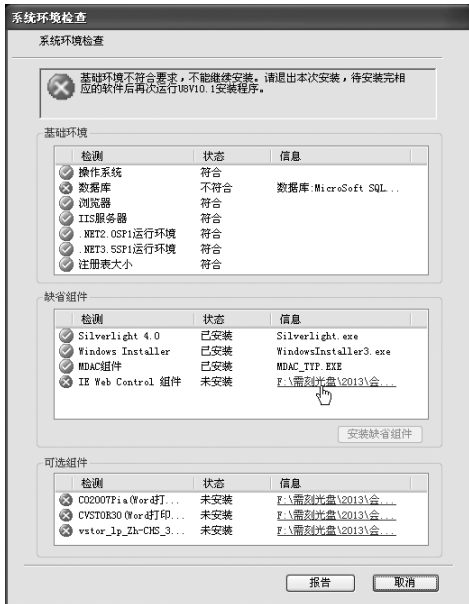 系统环境检查
系统环境检查
基础环境不符合要求，不能继续安装。请退出本次安装，待安装完相
应的软件后再次运行U8V10.1安装程序。
基础环境
检测 状态 信息
操作系统 符合
数据库 不符合 数据库:MicroSoft SQL...
浏览器 符合
IIS服务器 符合
.NET2.0SP1运行环境 符合
.NET3.5SP1运行环境 符合
注册表大小 符合
缺省组件
检测 状态 信息
Silverlight 4.0 已安装 Silverlight.exe
Windows Installer 已安装 WindowsInstaller3.exe
MDAC组件 已安装 MDAC_TYP.EXE
IE Web Control 组件 未安装 F:\需刻光盘\2013\会...
安装缺省组件
可选组件
检测 状态 信息
CO2007Pia(Word打... 未安装 F:\需刻光盘\2013\会...
CVSTOR30(Word打印... 未安装 F:\需刻光盘\2013\会...
vstor_lp_Zh-CHS_3... 未安装 F:\需刻光盘\2013\会...
报告 取消